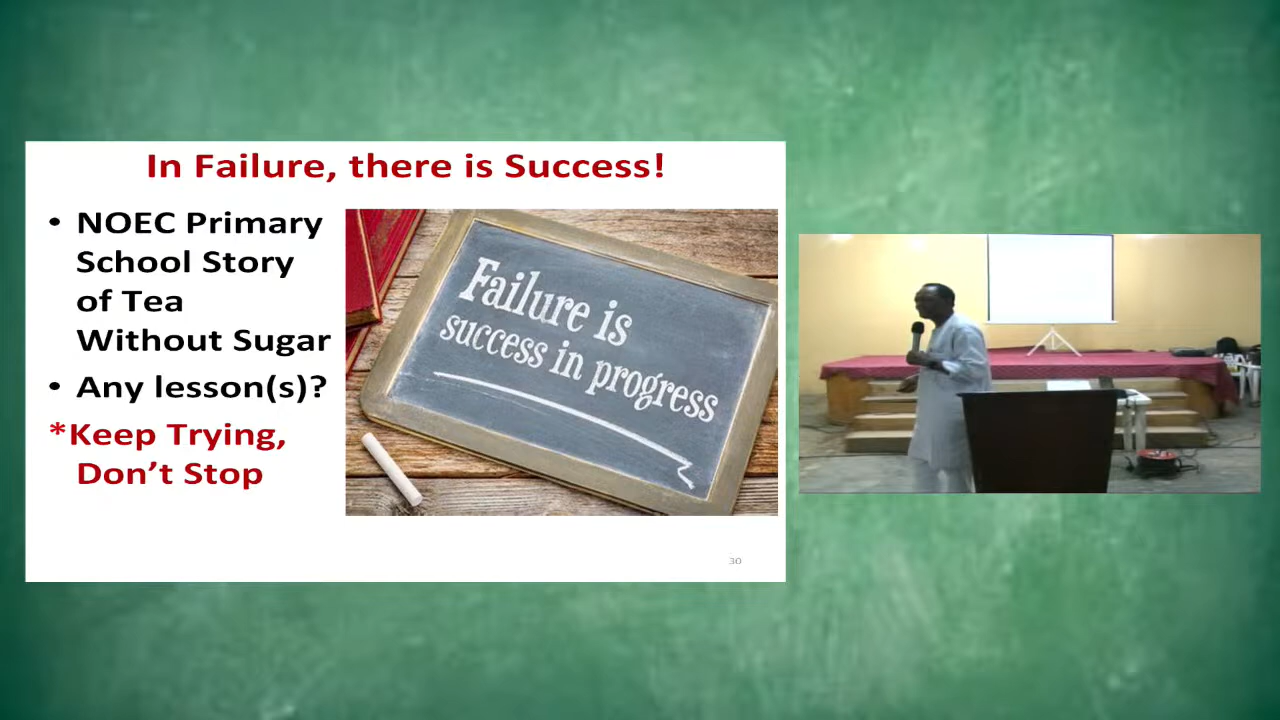 In Failure, there is Success!
• NOEC Primary
School Story
of Tea
Without Sugar
• Any lesson(s)?
*Keep Trying,
Don't Stop
Failure is
success in progress
30